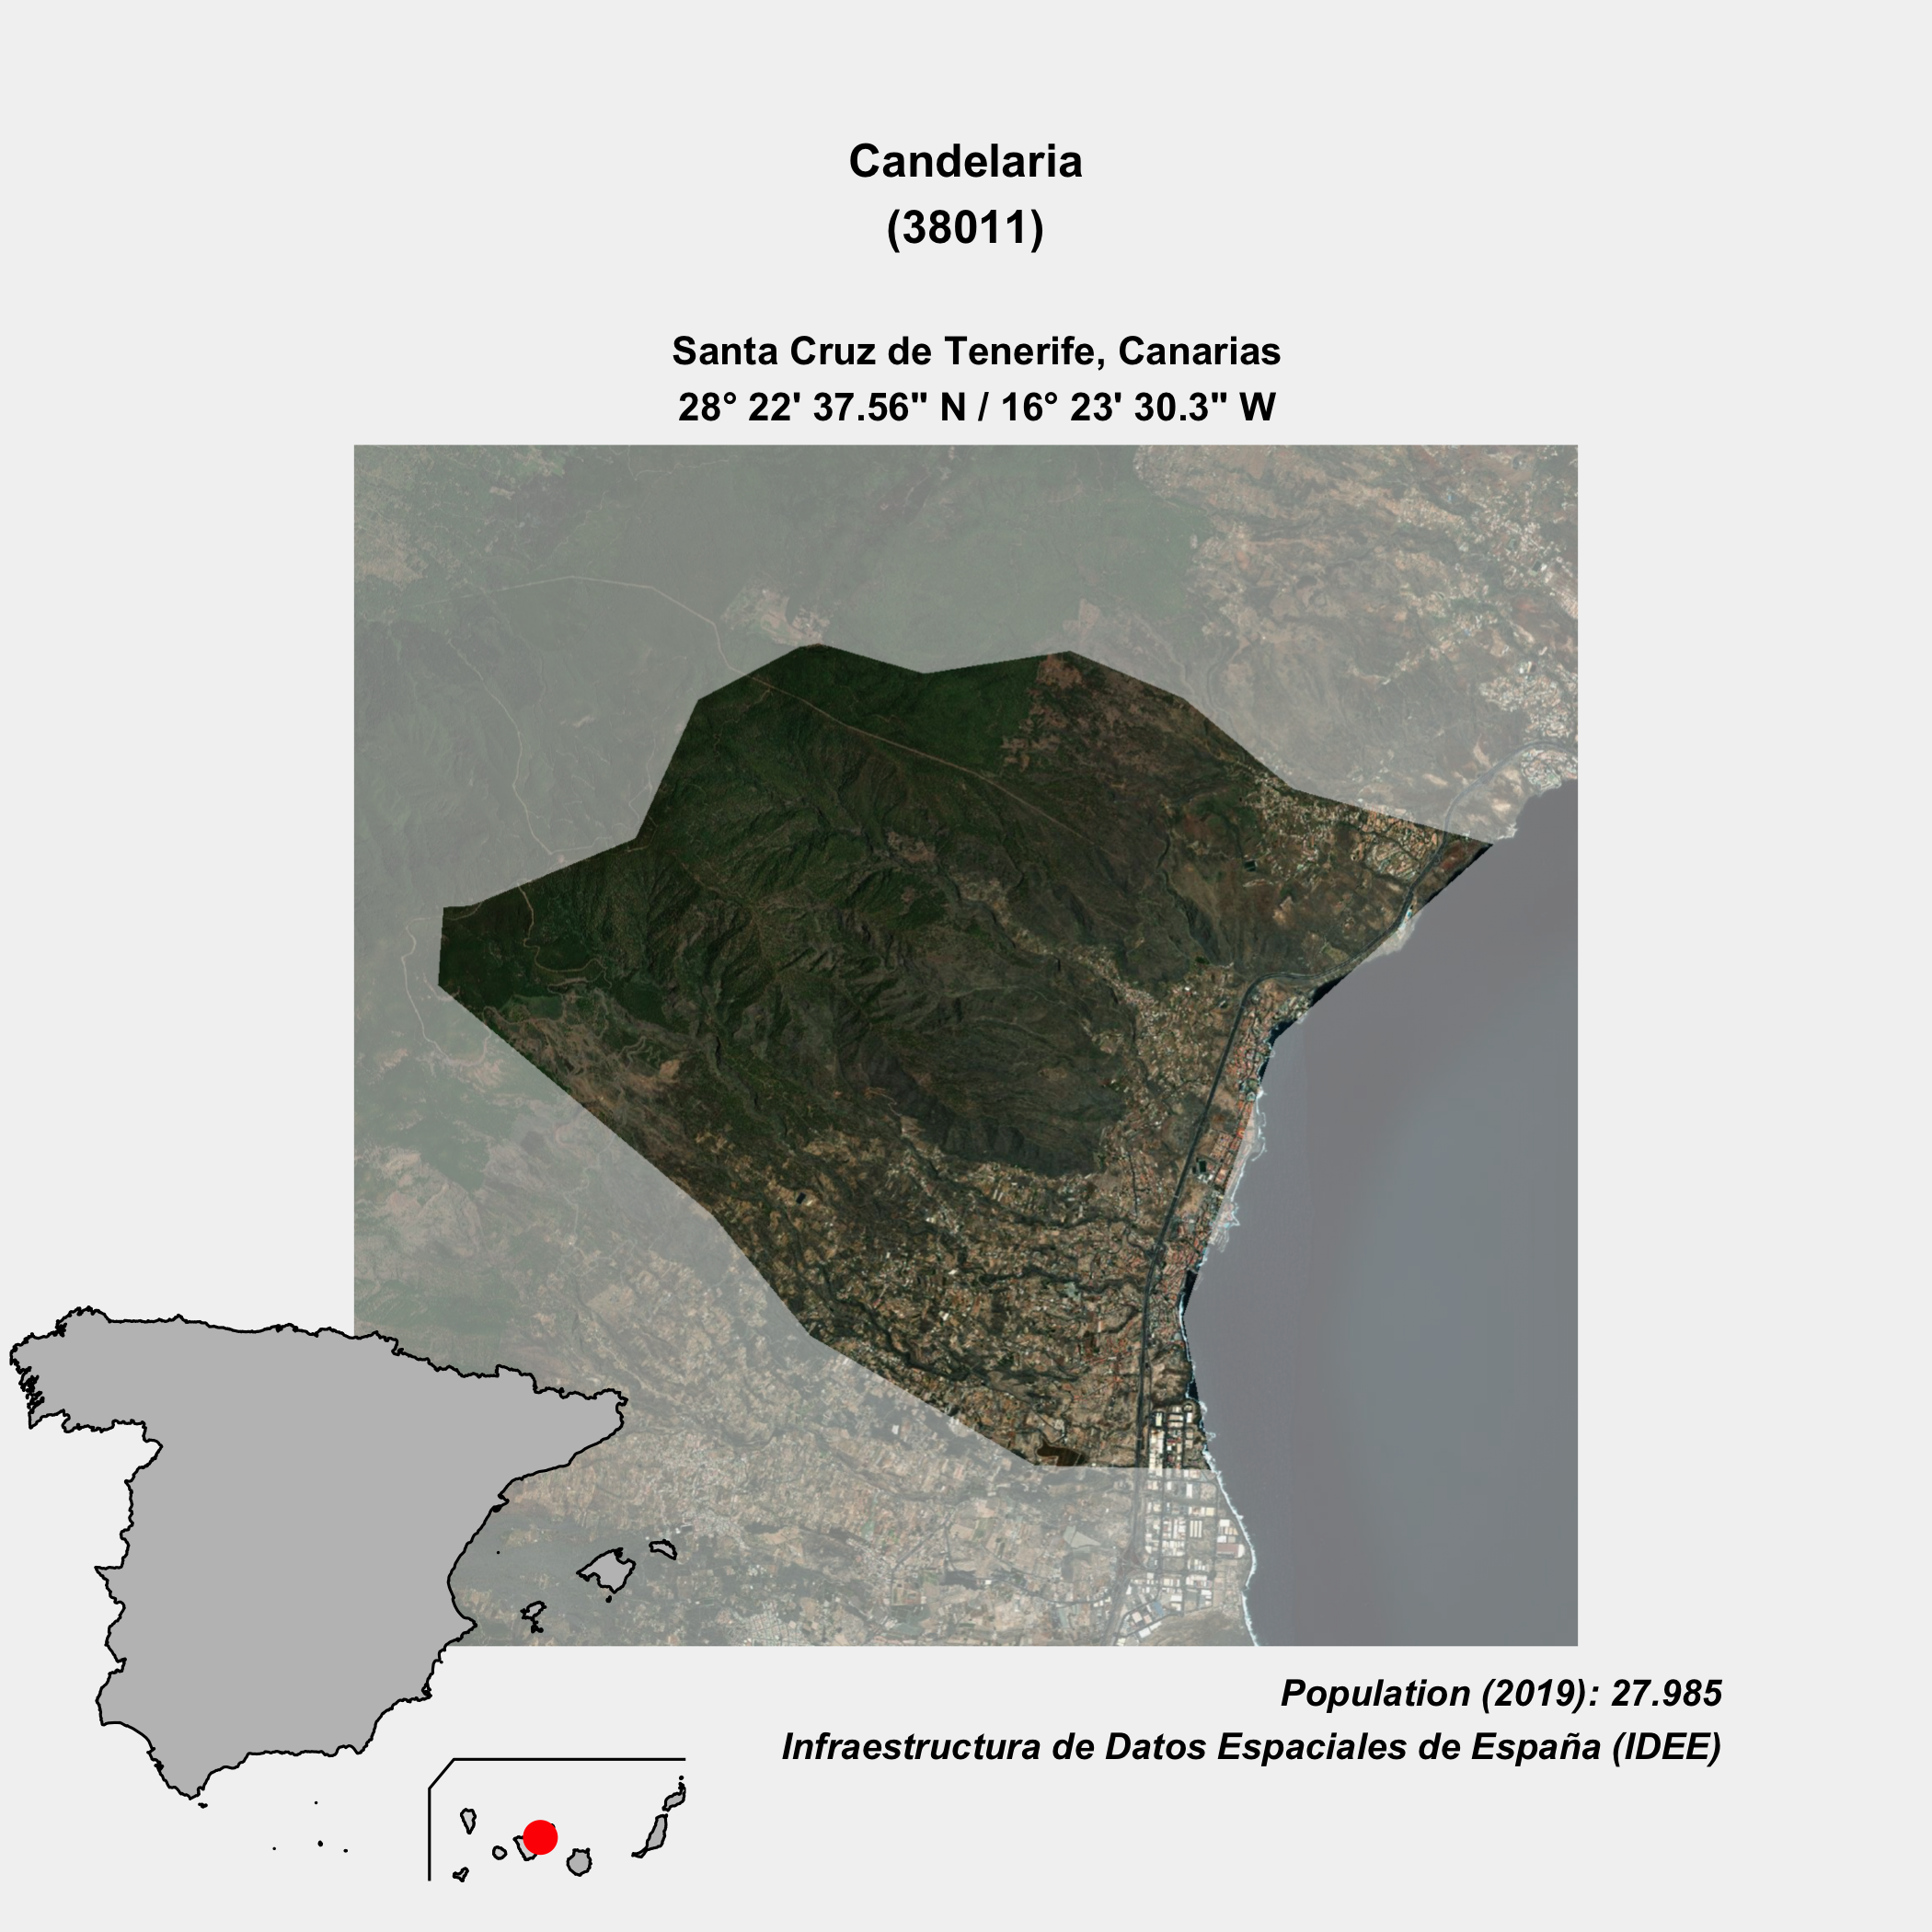 Candelaria
(38011)
Santa Cruz de Tenerife, Canarias
28° 22' 37.56" N / 16° 23' 30.3" W
Population (2019): 27.985
Infraestructura de Datos Espaciales de España (IDEE)